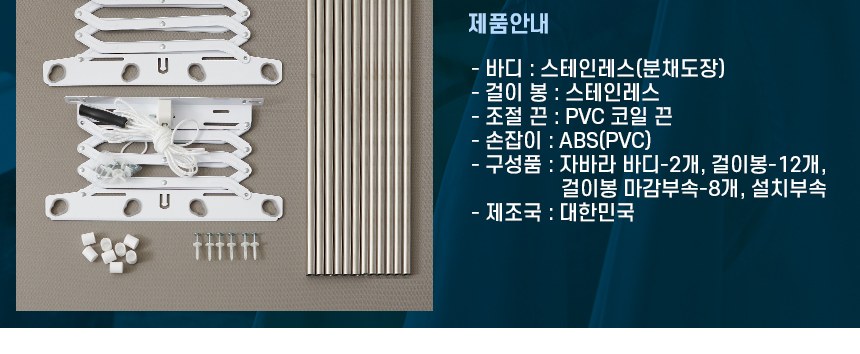 제품안내
- 바디 : 스테인레스(분채도장)
- 걸이 봉 : 스테인레스
- 조절 끈 : PVC 코일 끈
- 손잡이 : ABS(PVC)
- 구성품 : 자바라 바디-2개, 걸이봉-12개,
걸이봉 마감부속-8개, 설치부속
- 제조국 : 대한민국